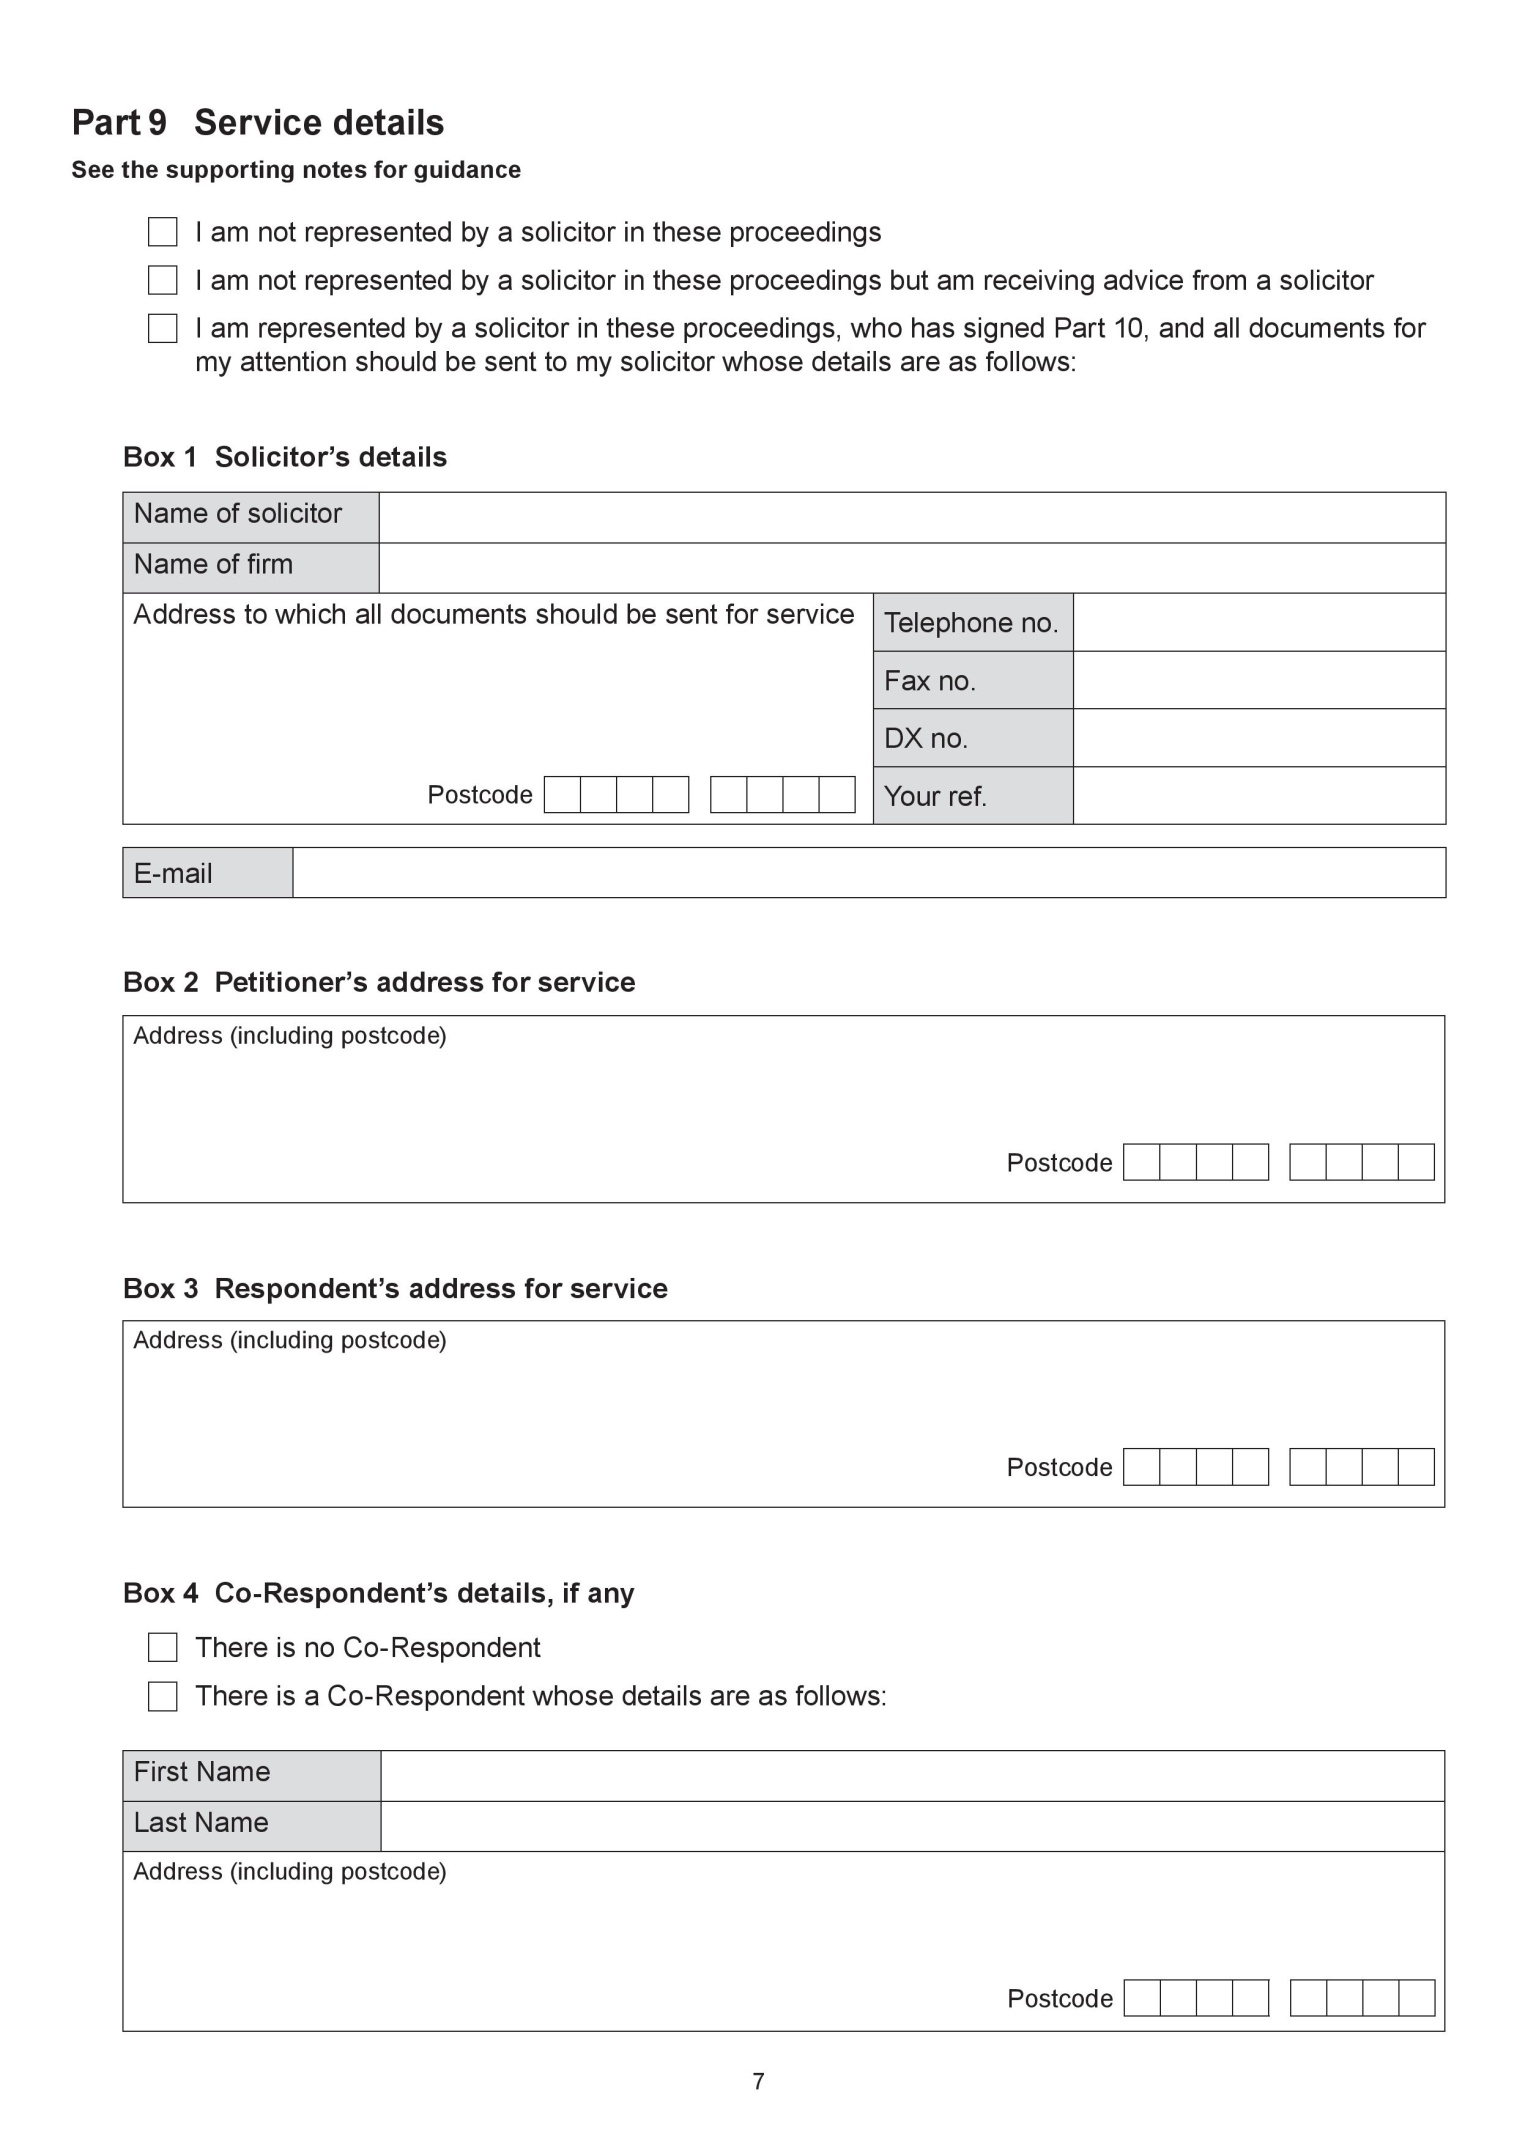 Part 9 Service details
See the supporting notes for guidance
I am not represented by a solicitor in these proceedings
I am not represented by a solicitor in these proceedings but am receiving advice from a solicitor
I am represented by a solicitor in these proceedings, who has signed Part 10, and all documents for
my attention should be sent to my solicitor whose details are as follows:
Box 1 Solicitor’s details
Name of solicitor
Name of firm
Address to which all documents should be sent for service
Telephone no.
Fax no.
DX no.
Postcode
Your ref.
E-mail
Box 2 Petitioner’s address for service
Address (including postcode)
Postcode
Box 3 Respondent’s address for service
Address (including postcode)
Postcode
Box 4 Co-Respondent’s details, if any
There is no Co-Respondent
There is a Co-Respondent whose details are as follows:
First Name
Last Name
Address (including postcode)
Postcode
7